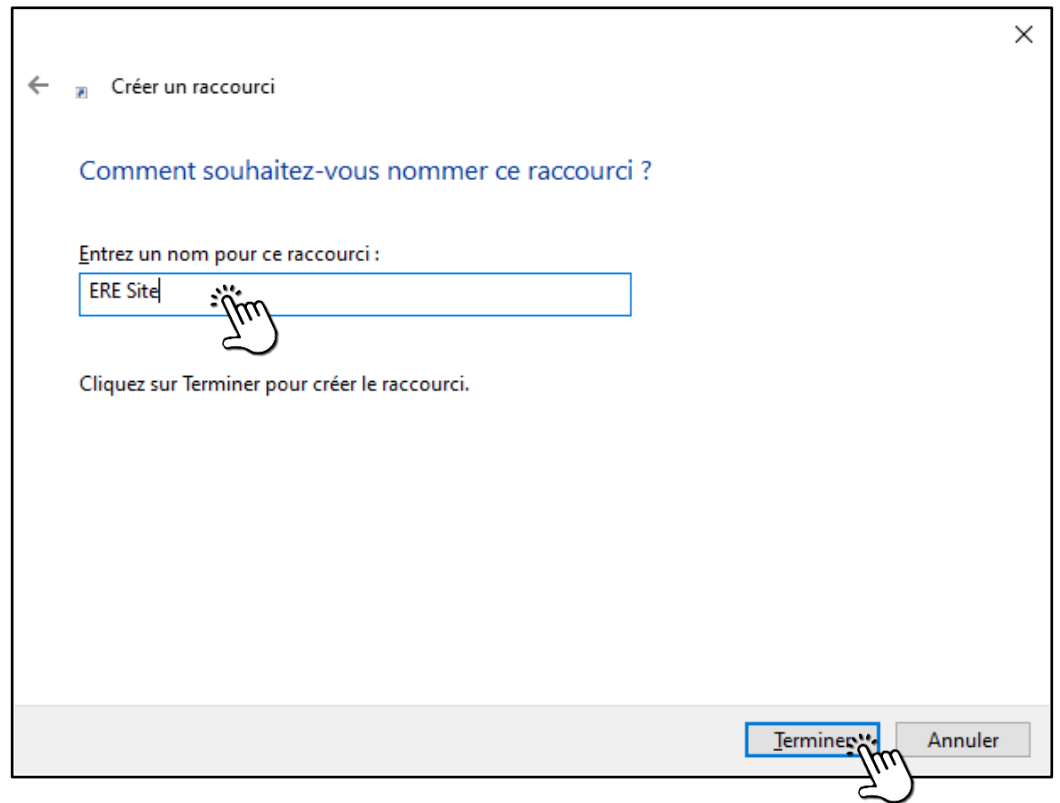 Créer un raccourci
Comment souhaitez-vous nommer ce raccourci ?
Entrez un nom pour ce raccourci :
ERE Site
Cliquez sur Terminer pour créer le raccourci.
Terminer
Annuler